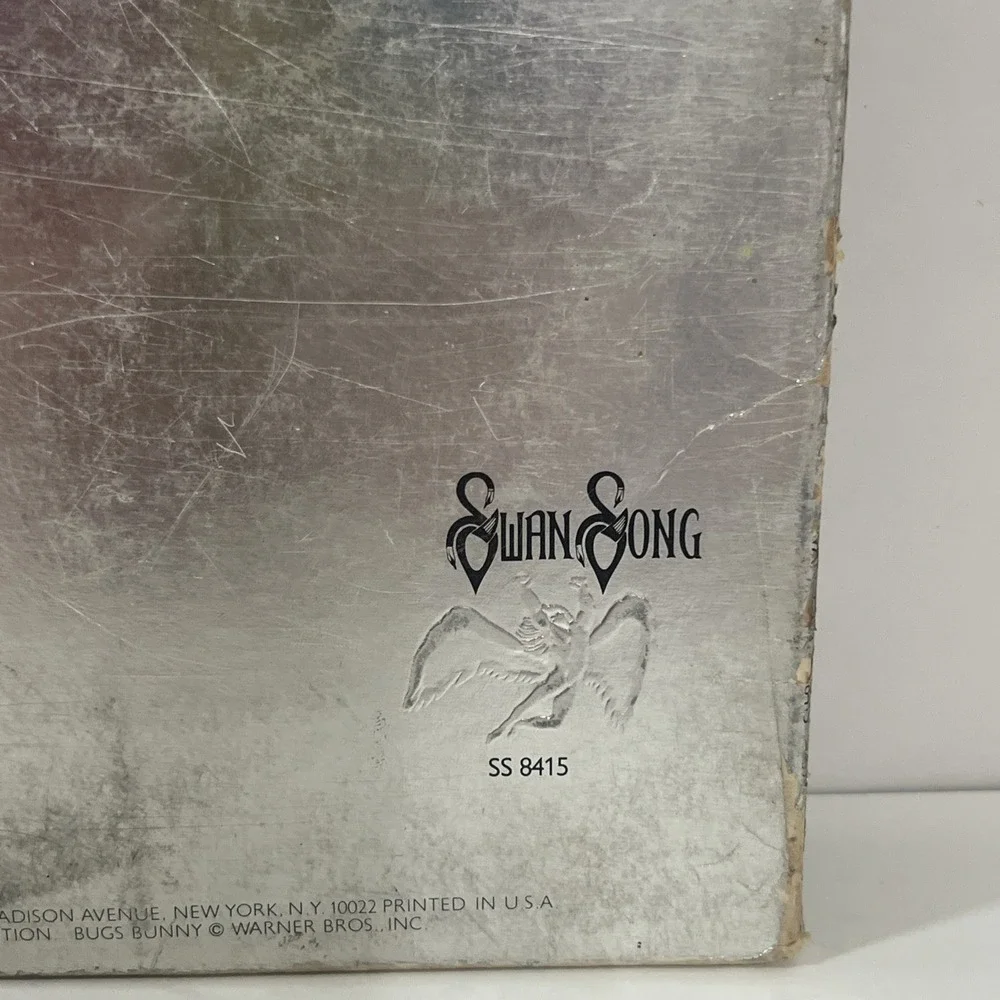 SWAN SONG
SS 8415
ADISON AVENUE, NEW YORK, N.Y. 10022 PRINTED IN U.S.A
TION. BUGS BUNNY © WARNER BROS., INC.